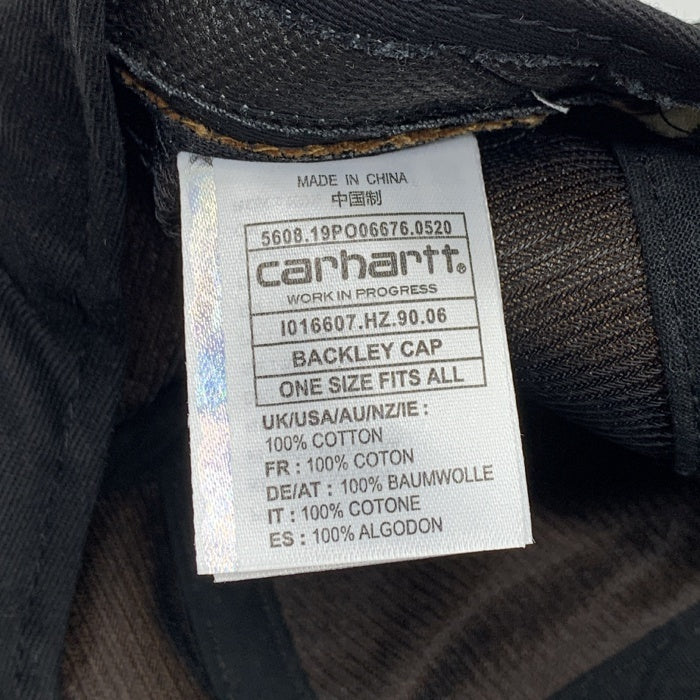 MADE IN CHINA
中国制
5608.19PO06676.0520
carhartt®
WORK IN PROGRESS
I016607.HZ.90.06
BACKLEY CAP
ONE SIZE FITS ALL
UK/USA/AU/NZ/IE :
100% COTTON
FR : 100% COTON
DE/AT : 100% BAUMWOLLE
IT : 100% COTONE
ES : 100% ALGODON